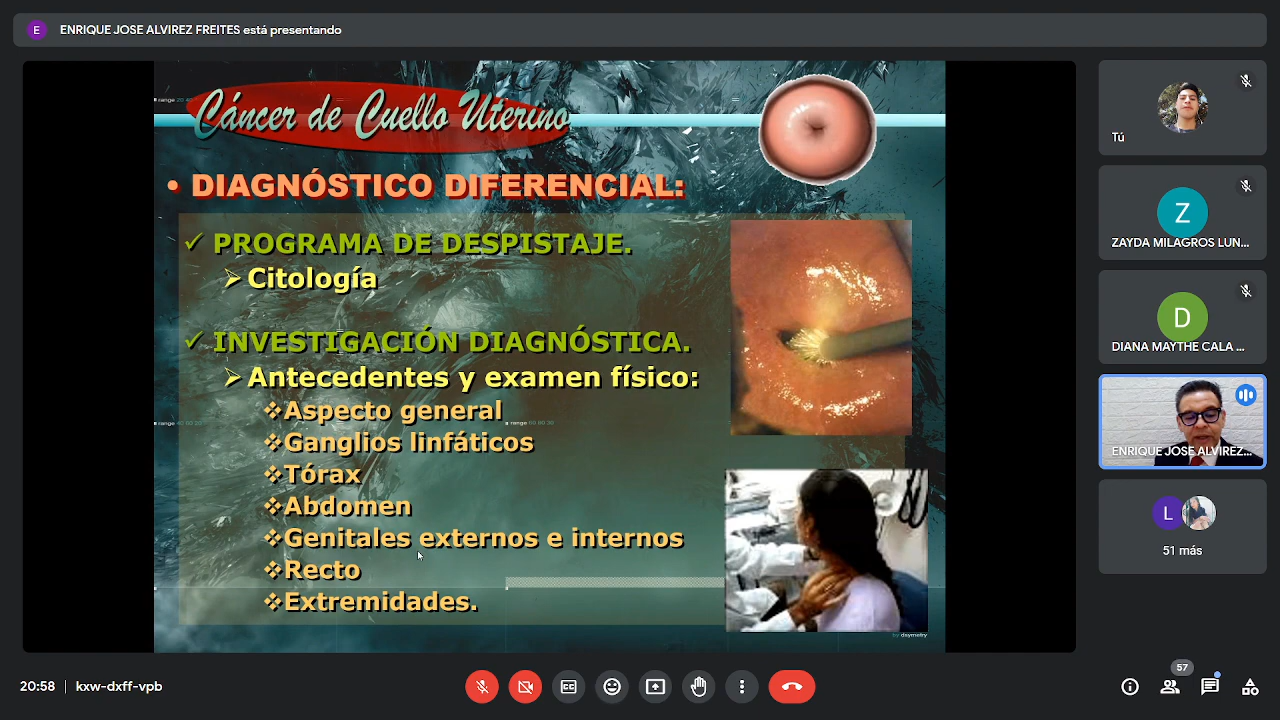 E
ENRIQUE JOSE ALVIREZ FREITES está presentando
Cáncer de Cuello Uterino
• DIAGNÓSTICO DIFERENCIAL:
✓ PROGRAMA DE DESPISTAJE.
➢ Citología
✓ INVESTIGACIÓN DIAGNÓSTICA.
➢ Antecedentes y examen físico:
❖Aspecto general
❖Ganglios linfáticos
❖Tórax
❖Abdomen
❖Genitales externos e internos
❖Recto
❖Extremidades.
by daymetry
Tú
Z
ZAYDA MILAGROS LUN...
D
DIANA MAYTHE CALA ...
ENRIQUE JOSE ALVIREZ...
L
51 más
20:58 | kxw-dxff-vpb
57